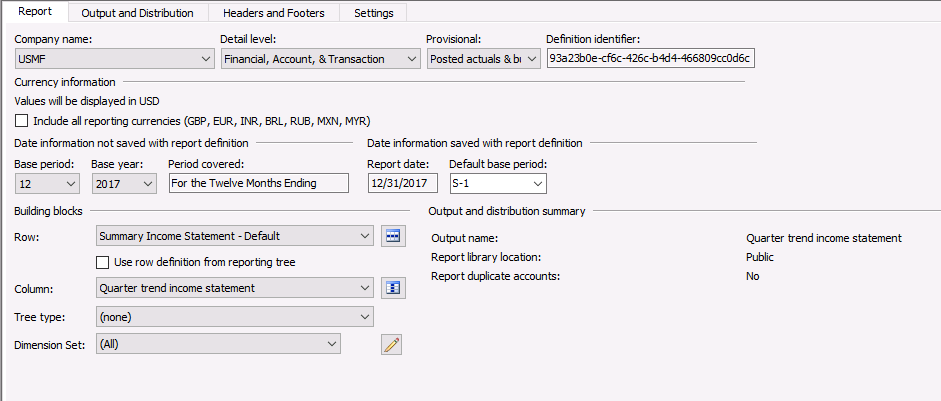 Report Output and Distribution Headers and Footers Settings
Company name: Detail level: Provisional: Definition identifier:
USMF Financial, Account, & Transaction Posted actuals & bu 93a23b0e-cf6c-426c-b4d4-466809cc0d6c
Currency information
Values will be displayed in USD
Include all reporting currencies (GBP, EUR, INR, BRL, RUB, MXN, MYR)
Date information not saved with report definition Date information saved with report definition
Base period: Base year: Period covered: Report date: Default base period:
12 2017 For the Twelve Months Ending 12/31/2017 S-1
Building blocks Output and distribution summary
Row: Summary Income Statement - Default Output name: Quarter trend income statement
Use row definition from reporting tree Report library location: Public
Column: Quarter trend income statement Report duplicate accounts: No
Tree type: (none)
Dimension Set: (All)